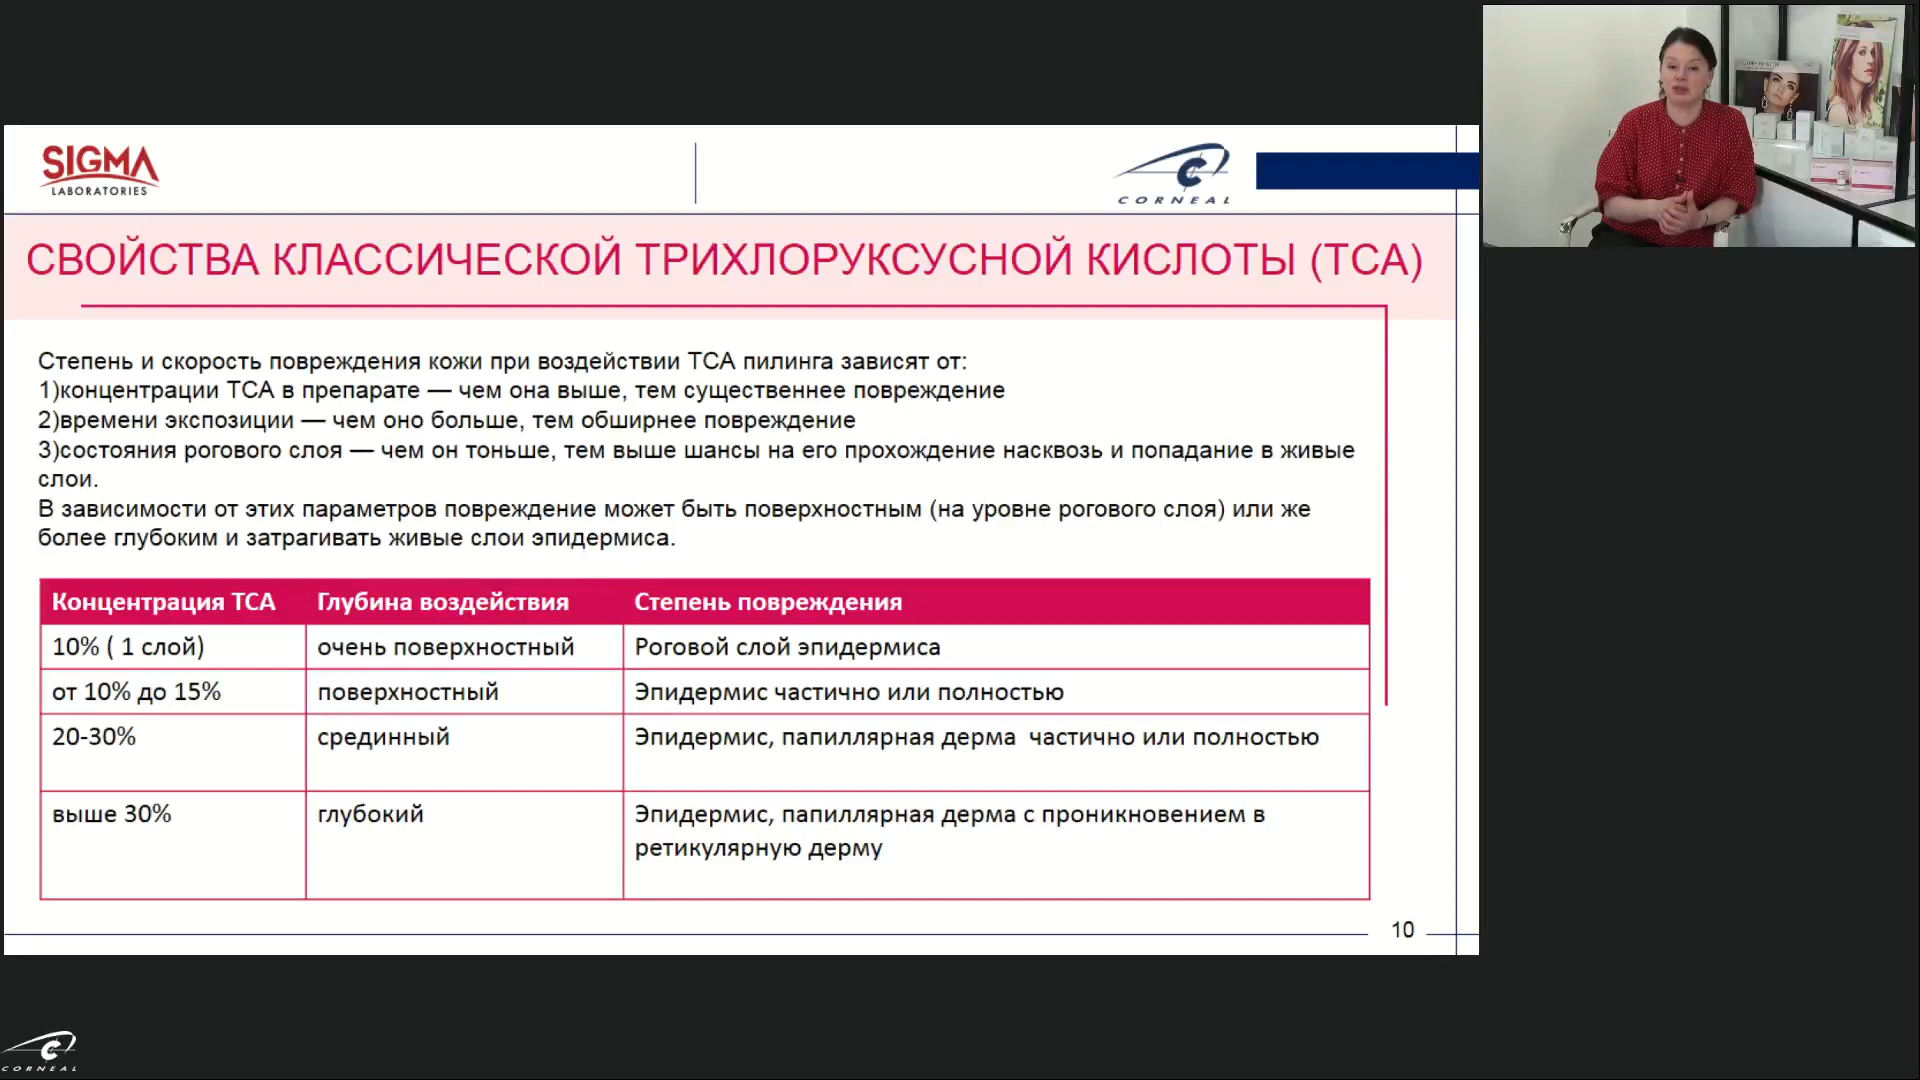 SIGMA
LABORATORIES
CORNEAL
СВОЙСТВА КЛАССИЧЕСКОЙ ТРИХЛОРУКСУСНОЙ КИСЛОТЫ (ТСА)
Степень и скорость повреждения кожи при воздействии ТСА пилинга зависят от:
1)концентрации ТСА в препарате — чем она выше, тем существеннее повреждение
2)времени экспозиции — чем оно больше, тем обширнее повреждение
3)состояния рогового слоя — чем он тоньше, тем выше шансы на его прохождение насквозь и попадание в живые
слои.
В зависимости от этих параметров повреждение может быть поверхностным (на уровне рогового слоя) или же
более глубоким и затрагивать живые слои эпидермиса.
Концентрация ТСА Глубина воздействия Степень повреждения
10% ( 1 слой) очень поверхностный Роговой слой эпидермиса
от 10% до 15% поверхностный Эпидермис частично или полностью
20-30% срединный Эпидермис, папиллярная дерма частично или полностью
выше 30% глубокий Эпидермис, папиллярная дерма с проникновением в
ретикулярную дерму
10
CORNEAL